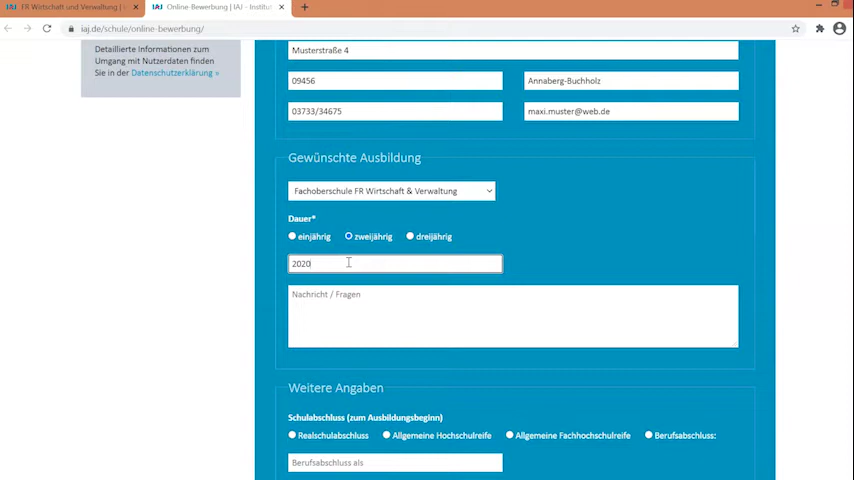 IAJ FR Wirtschaft und Verwaltung |
IAJ Online-Bewerbung | IAJ - Institu
iaj.de/schule/online-bewerbung/
Detaillierte Informationen zum
Umgang mit Nutzerdaten finden
Sie in der Datenschutzerklärung »
Musterstraße 4
09456 Annaberg-Buchholz
03733/34675 maxi.muster@web.de
Gewünschte Ausbildung
Fachoberschule FR Wirtschaft & Verwaltung
Dauer*
einjährig zweijährig dreijährig
2020
Nachricht / Fragen
Weitere Angaben
Schulabschluss (zum Ausbildungsbeginn)
Realschulabschluss Allgemeine Hochschulreife Allgemeine Fachhochschulreife Berufsabschluss:
Berufsabschluss als